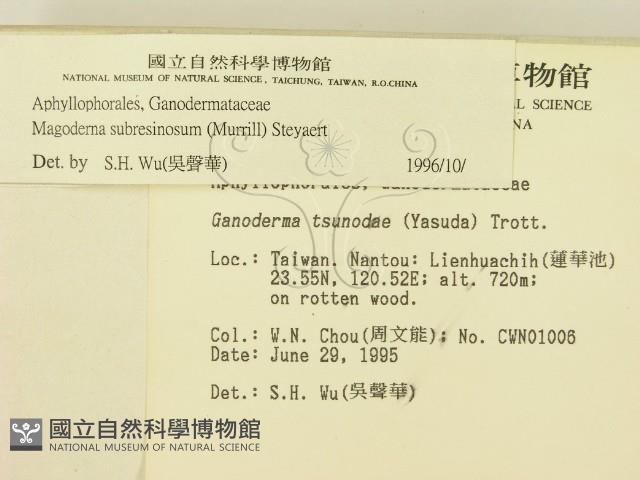 國立自然科學博物館
NATIONAL MUSEUM OF NATURAL SCIENCE, TAICHUNG, TAIWAN, R.O.CHINA
Aphyllophorales, Ganodermataceae
Magoderna subresinosum (Murrill) Steyaert
Det. by S.H. Wu(吳聲華) 1996/10/
博物館
SCIENCE
Ganoderma tsunodae (Yasuda) Trott.
Loc.: Taiwan. Nantou: Lienhuachih(蓮華池)
23.55N, 120.52E; alt. 720m;
on rotten wood.
Col.: W.N. Chou(周文能); No. CWN01006
Date: June 29, 1995
Det.: S.H. Wu(吳聲華)
國立自然科學博物館
NATIONAL MUSEUM OF NATURAL SCIENCE